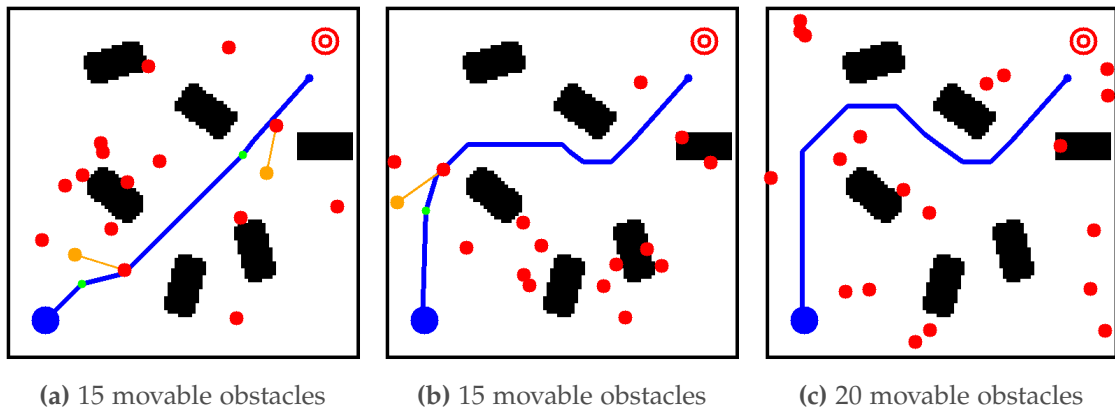 (a) 15 movable obstacles
(b) 15 movable obstacles
(c) 20 movable obstacles